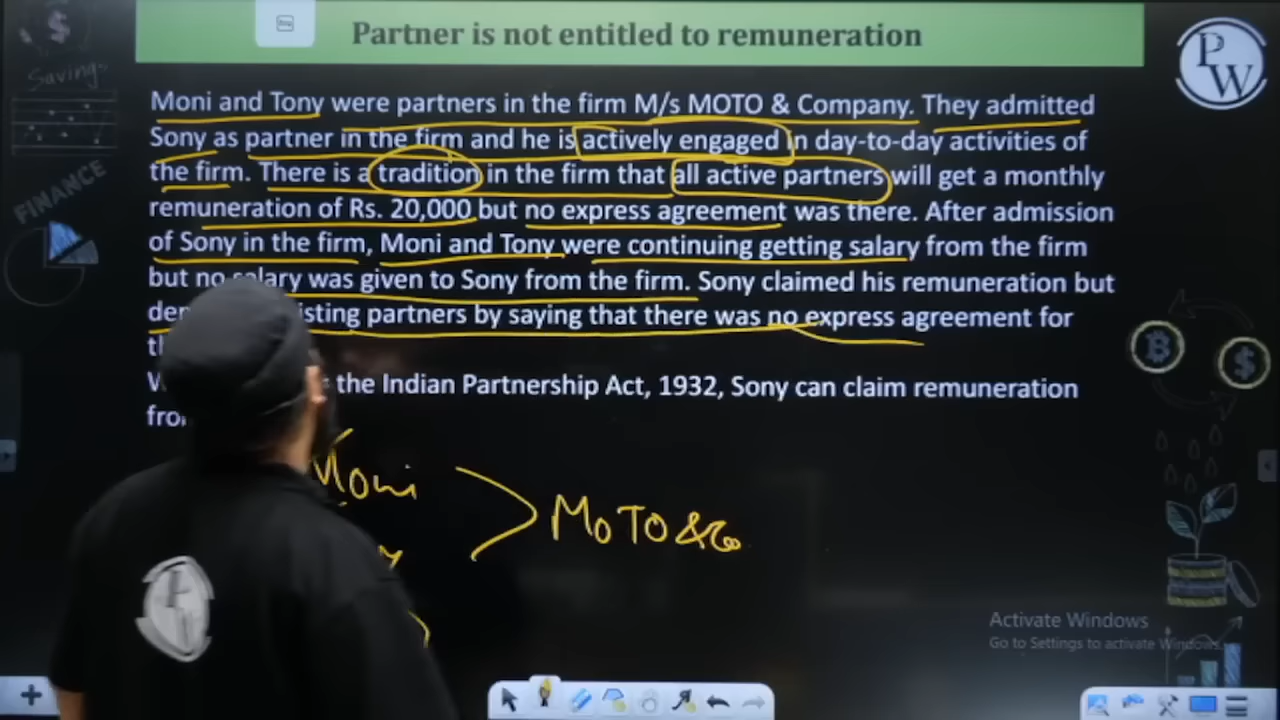 Partner is not entitled to remuneration
P
W
Savings
FINANCE
Moni and Tony were partners in the firm M/s MOTO & Company. They admitted
Sony as partner in the firm and he is actively engaged in day-to-day activities of
the firm. There is a tradition in the firm that all active partners will get a monthly
remuneration of Rs. 20,000 but no express agreement was there. After admission
of Sony in the firm, Moni and Tony were continuing getting salary from the firm
but no salary was given to Sony from the firm. Sony claimed his remuneration but
by saying that there was no express agreement for
the Indian Partnership Act, 1932, Sony can claim remuneration
Moni
MOTO & Co
Activate Windows
Go to Settings to activate Windows.